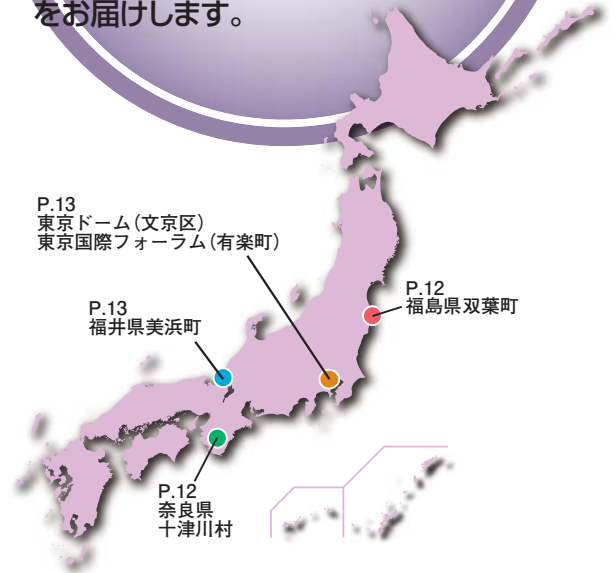 をお届けします。
P.13
東京ドーム(文京区)
東京国際フォーラム(有楽町)
P.12
福島県双葉町
P.13
福井県美浜町
P.12
奈良県
十津川村